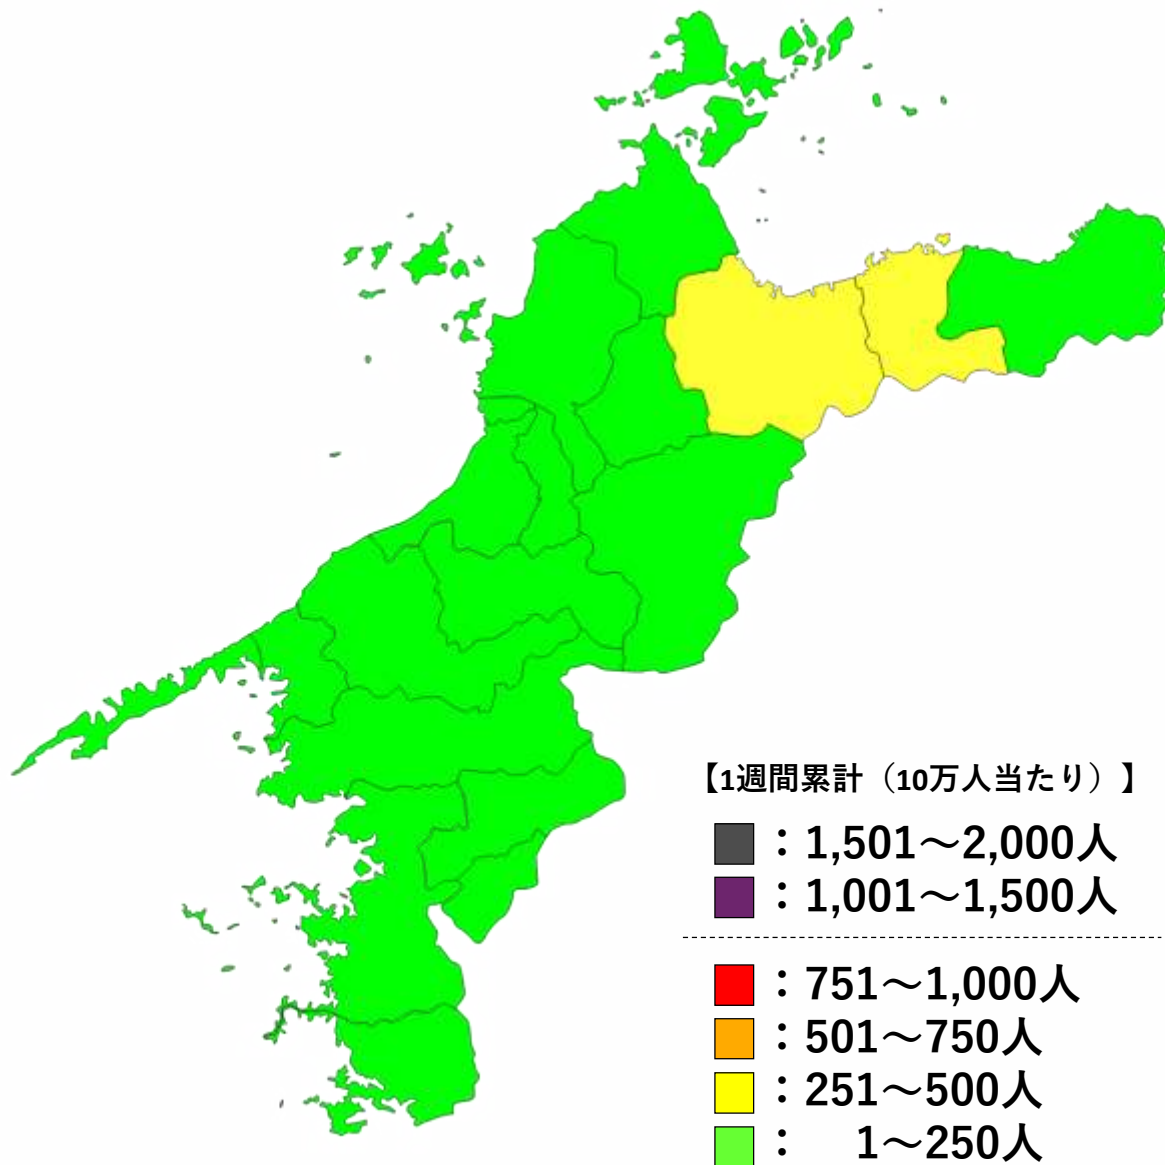 【1週間累計（10万人当たり）】
：1,501～2,000人
：1,001～1,500人
：751～1,000人
：501～750人
：251～500人
：　1～250人